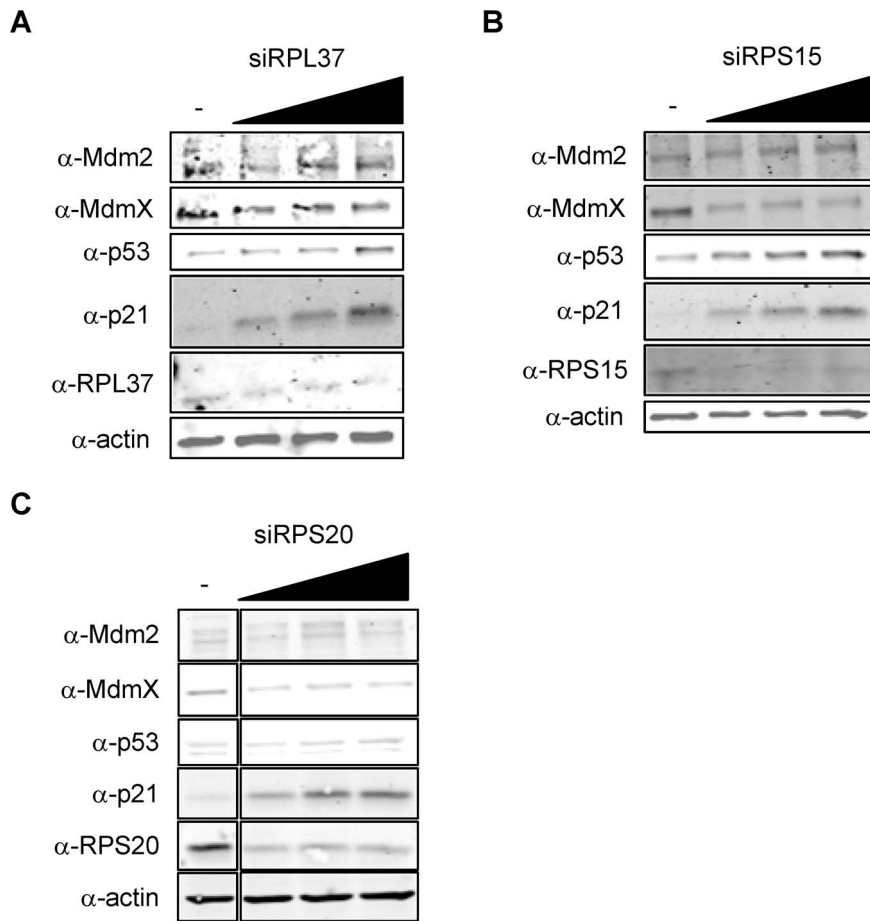 A
siRPL37
-
α-Mdm2
α-MdmX
α-p53
α-p21
α-RPL37
α-actin
B
siRPS15
-
α-Mdm2
α-MdmX
α-p53
α-p21
α-RPS15
α-actin
C
siRPS20
-
α-Mdm2
α-MdmX
α-p53
α-p21
α-RPS20
α-actin